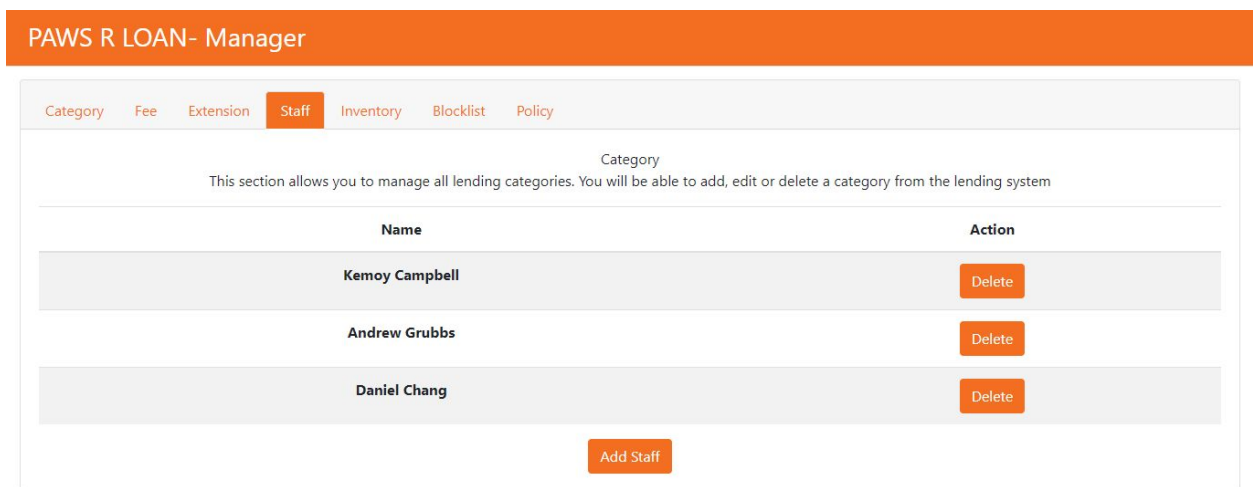 PAWS R LOAN- Manager
Category Fee Extension Staff Inventory Blocklist Policy
Category
This section allows you to manage all lending categories. You will be able to add, edit or delete a category from the lending system
Name Action
Kemoy Campbell Delete
Andrew Grubbs Delete
Daniel Chang Delete
Add Staff